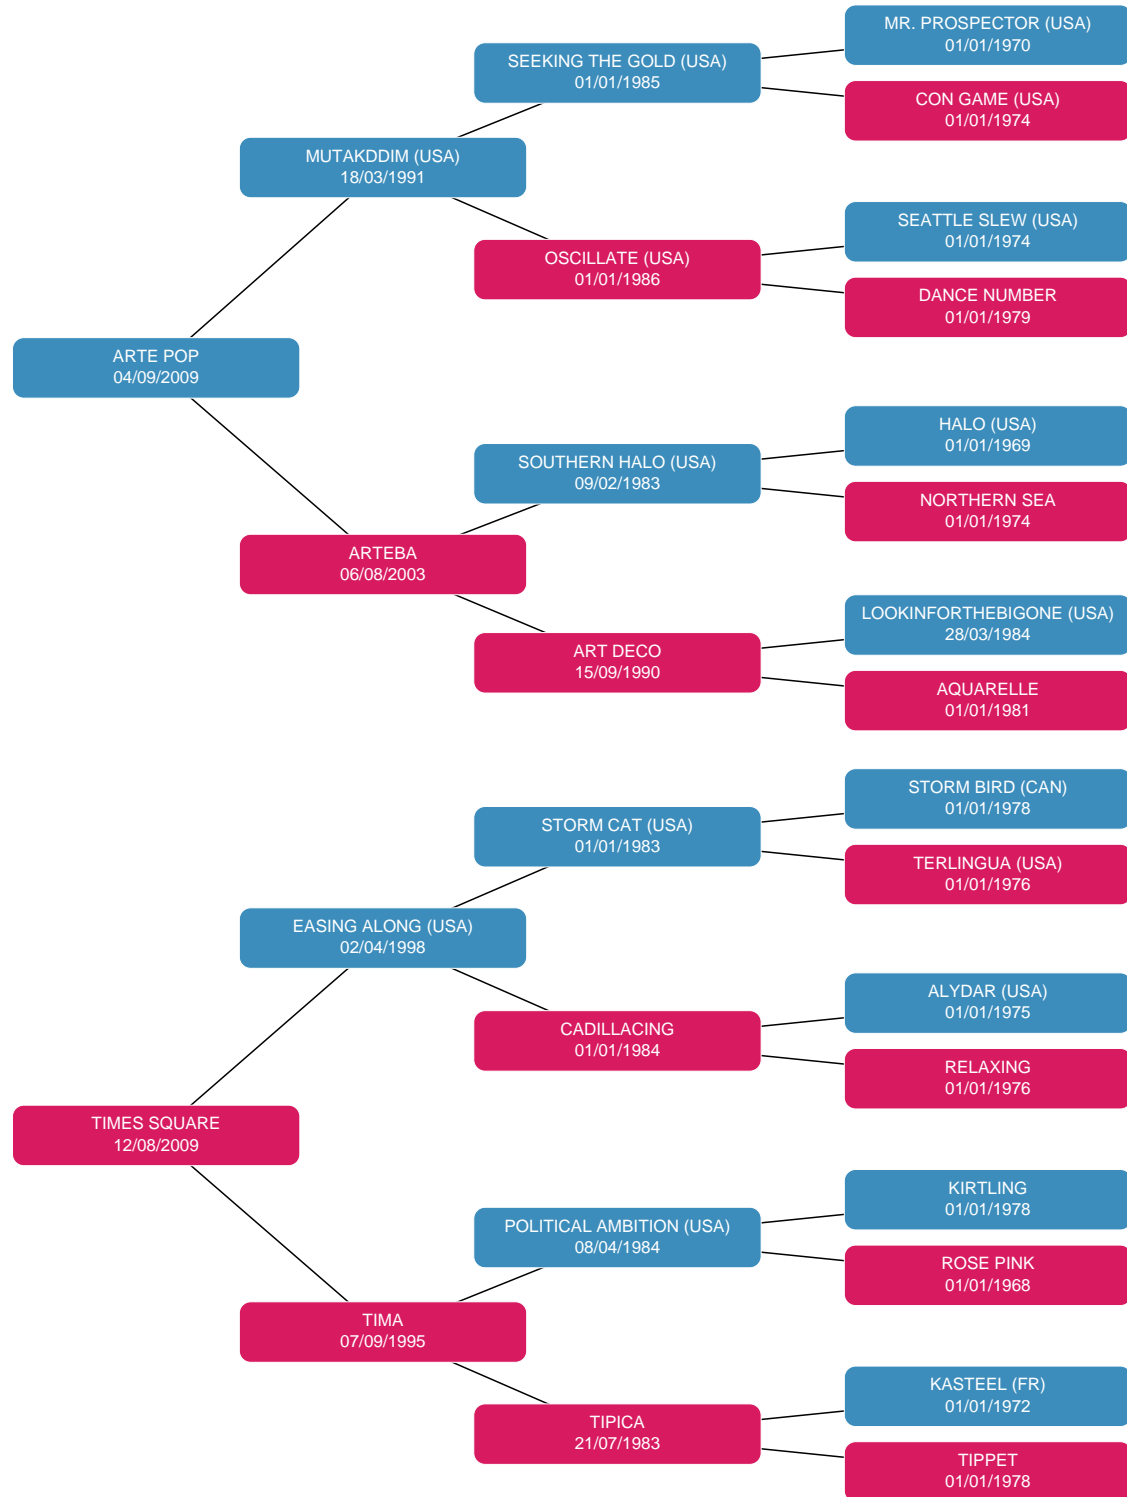 MR. PROSPECTOR (USA)
01/01/1970
SEEKING THE GOLD (USA)
01/01/1985
CON GAME (USA)
01/01/1974
MUTAKDDIM (USA)
18/03/1991
SEATTLE SLEW (USA)
01/01/1974
OSCILLATE (USA)
01/01/1986
DANCE NUMBER
01/01/1979
ARTE POP
04/09/2009
HALO (USA)
01/01/1969
SOUTHERN HALO (USA)
09/02/1983
NORTHERN SEA
01/01/1974
ARTEBA
06/08/2003
LOOKINFORTHEBIGONE (USA)
28/03/1984
ART DECO
15/09/1990
AQUARELLE
01/01/1981
STORM BIRD (CAN)
01/01/1978
STORM CAT (USA)
01/01/1983
TERLINGUA (USA)
01/01/1976
EASING ALONG (USA)
02/04/1998
ALYDAR (USA)
01/01/1975
CADILLACING
01/01/1984
RELAXING
01/01/1976
TIMES SQUARE
12/08/2009
KIRTLING
01/01/1978
POLITICAL AMBITION (USA)
08/04/1984
ROSE PINK
01/01/1968
TIMA
07/09/1995
KASTEEL (FR)
01/01/1972
TIPICA
21/07/1983
TIPPET
01/01/1978